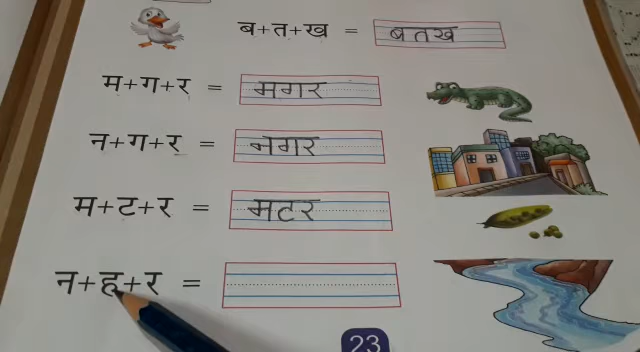 ब+त+ख = बतख
म+ग+र = मगर
न+ग+र = नगर
म+ट+र = मटर
न+ह+र =
23